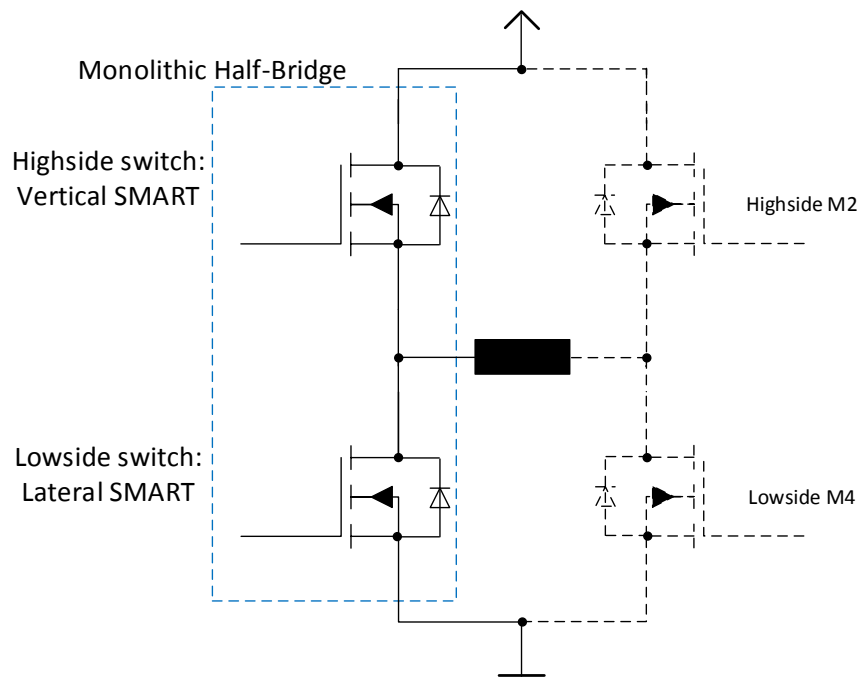 Monolithic Half-Bridge
Highside switch:
Vertical SMART
Highside M2
Lowside switch:
Lateral SMART
Lowside M4